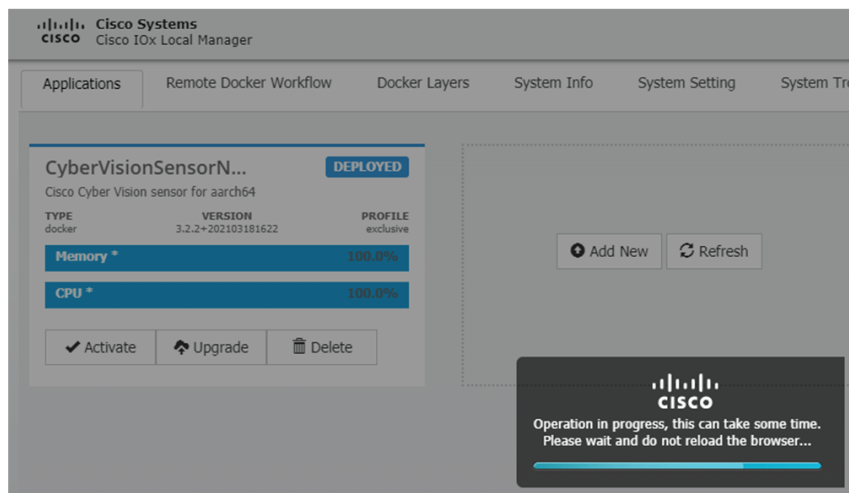 Cisco Systems
CISCO Cisco IOx Local Manager
Applications Remote Docker Workflow Docker Layers System Info System Setting System Tr
CyberVisionSensorN... DEPLOYED
Cisco Cyber Vision sensor for aarch64
TYPE VERSION PROFILE
docker 3.2.2+202103181622 exclusive
Memory * 100.0%
CPU * 100.0%
Add New Refresh
Activate Upgrade Delete
CISCO
Operation in progress, this can take some time.
Please wait and do not reload the browser...